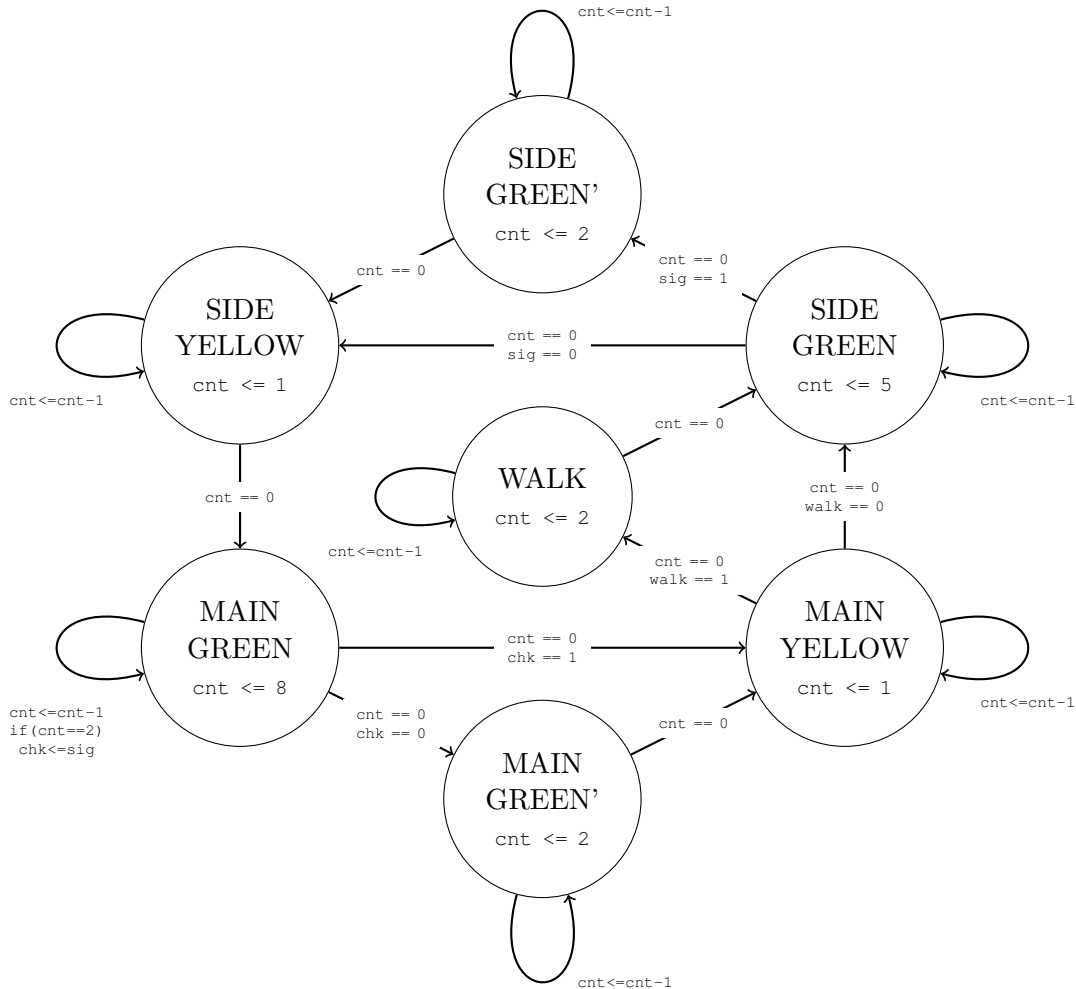 cnt<=cnt-1
SIDE
GREEN'
cnt <= 2
cnt == 0
cnt == 0
sig == 1
SIDE
YELLOW
cnt <= 1
cnt<=cnt-1
cnt == 0
sig == 0
SIDE
GREEN
cnt <= 5
cnt<=cnt-1
cnt == 0
WALK
cnt <= 2
cnt<=cnt-1
cnt == 0
cnt == 0
walk == 0
cnt == 0
walk == 1
MAIN
GREEN
cnt <= 8
cnt<=cnt-1
if(cnt==2)
chk<=sig
cnt == 0
chk == 1
MAIN
YELLOW
cnt <= 1
cnt<=cnt-1
cnt == 0
chk == 0
cnt == 0
MAIN
GREEN'
cnt <= 2
cnt<=cnt-1